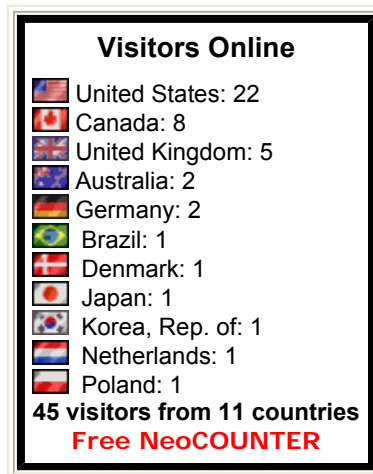 Visitors Online
United States: 22
Canada: 8
United Kingdom: 5
Australia: 2
Germany: 2
Brazil: 1
Denmark: 1
Japan: 1
Korea, Rep. of: 1
Netherlands: 1
Poland: 1
45 visitors from 11 countries
Free NeoCOUNTER